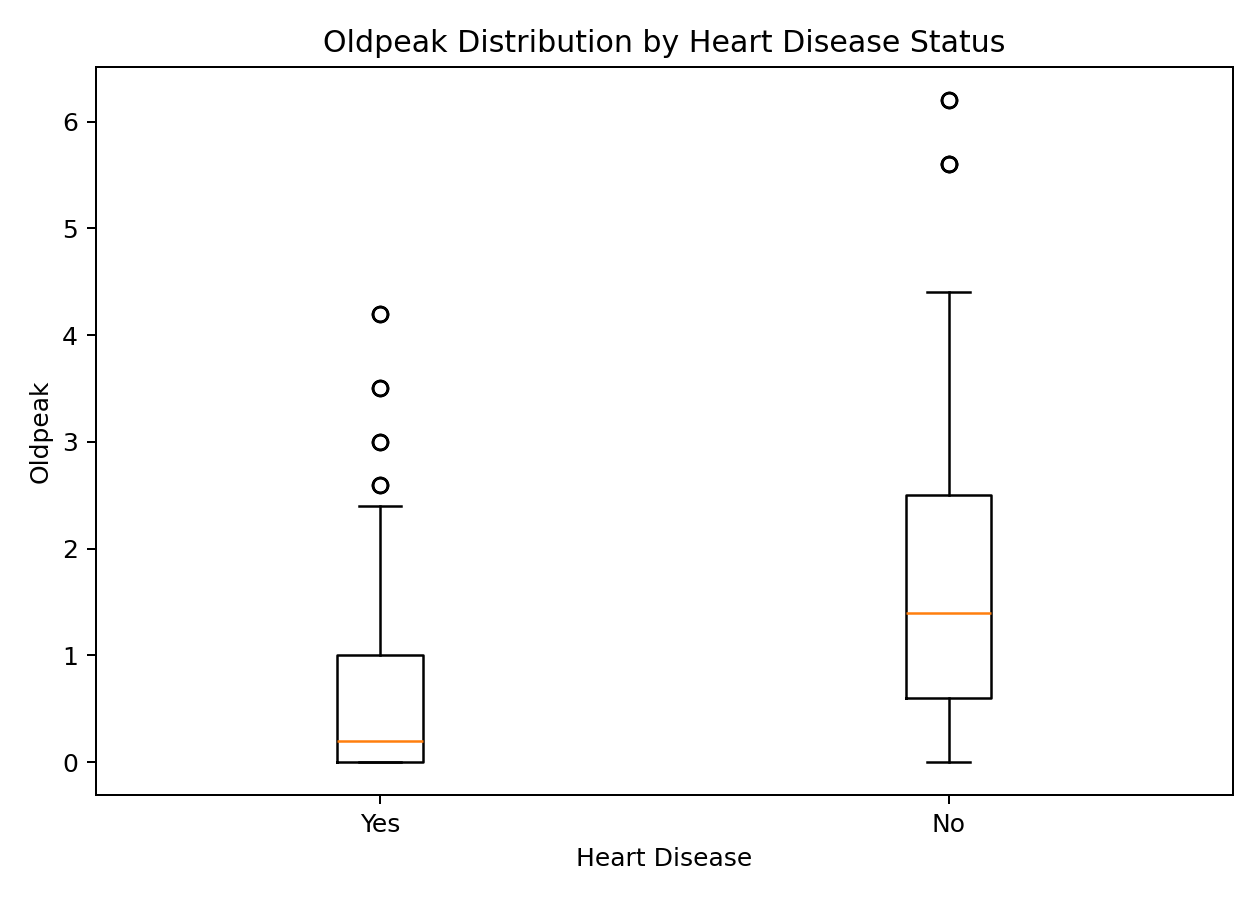 Oldpeak Distribution by Heart Disease Status
6
5
4
3
2
1
0
Oldpeak
Yes
No
Heart Disease